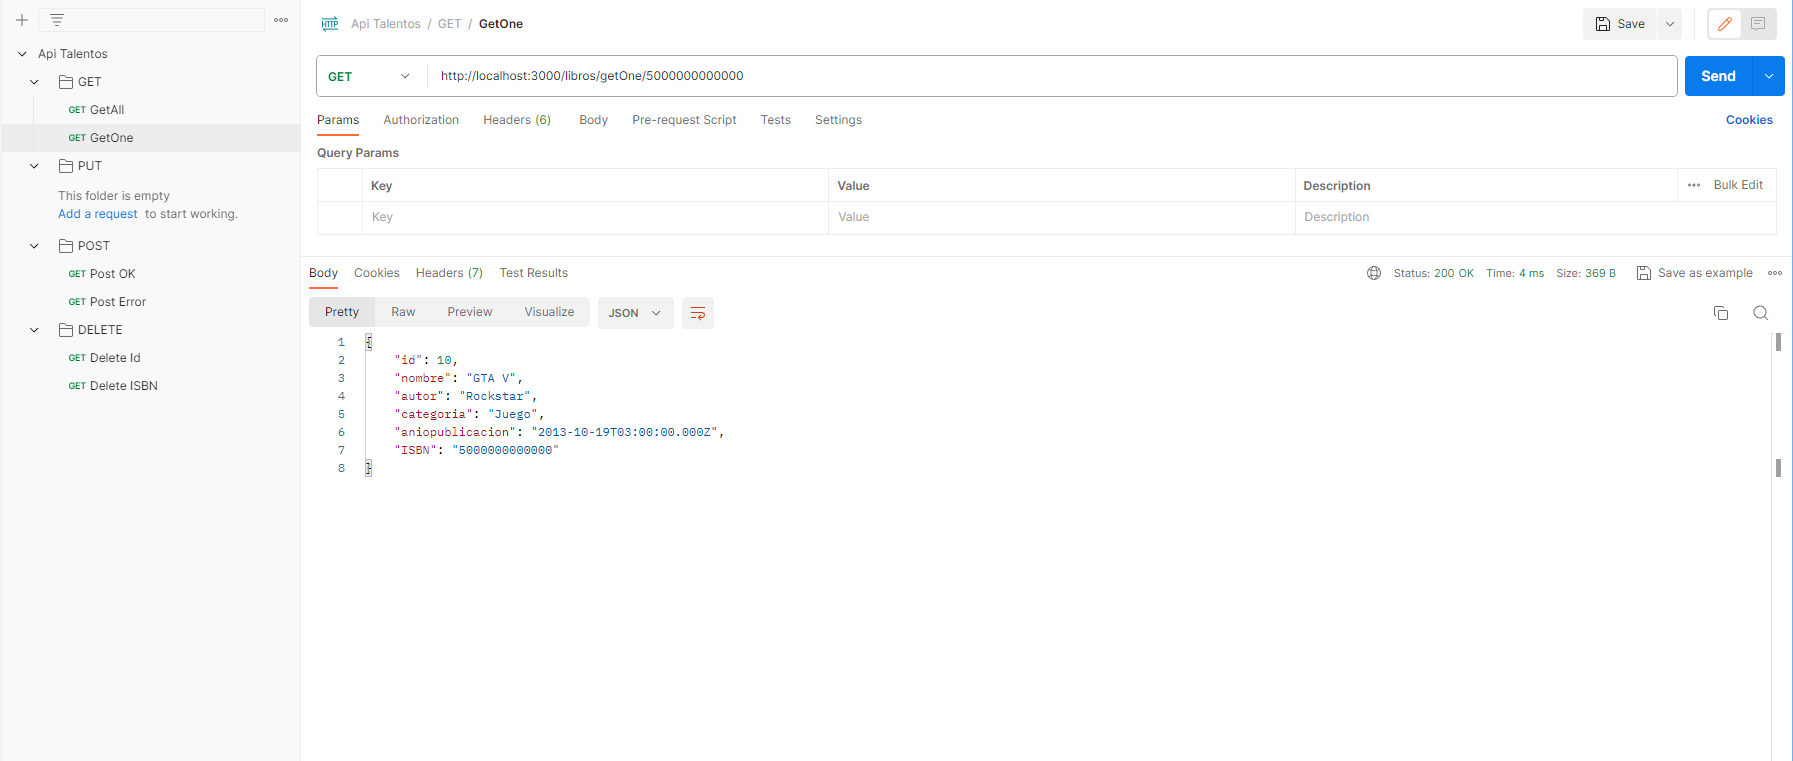 Api Talentos
GET
GET GetAll
GET GetOne
PUT
This folder is empty
Add a request to start working.
POST
GET Post OK
GET Post Error
DELETE
GET Delete Id
GET Delete ISBN
HTTP Api Talentos / GET / GetOne
Save
GET http://localhost:3000/libros/getOne/5000000000000
Send
Params Authorization Headers (6) Body Pre-request Script Tests Settings Cookies
Query Params
Key Value Description Bulk Edit
Key Value Description
Body Cookies Headers (7) Test Results Status: 200 OK Time: 4 ms Size: 369 B Save as example
Pretty Raw Preview Visualize JSON
1 {
2 "id": 10,
3 "nombre": "GTA V",
4 "autor": "Rockstar",
5 "categoria": "Juego",
6 "aniopublicacion": "2013-10-19T03:00:00.000Z",
7 "ISBN": "5000000000000"
8 }